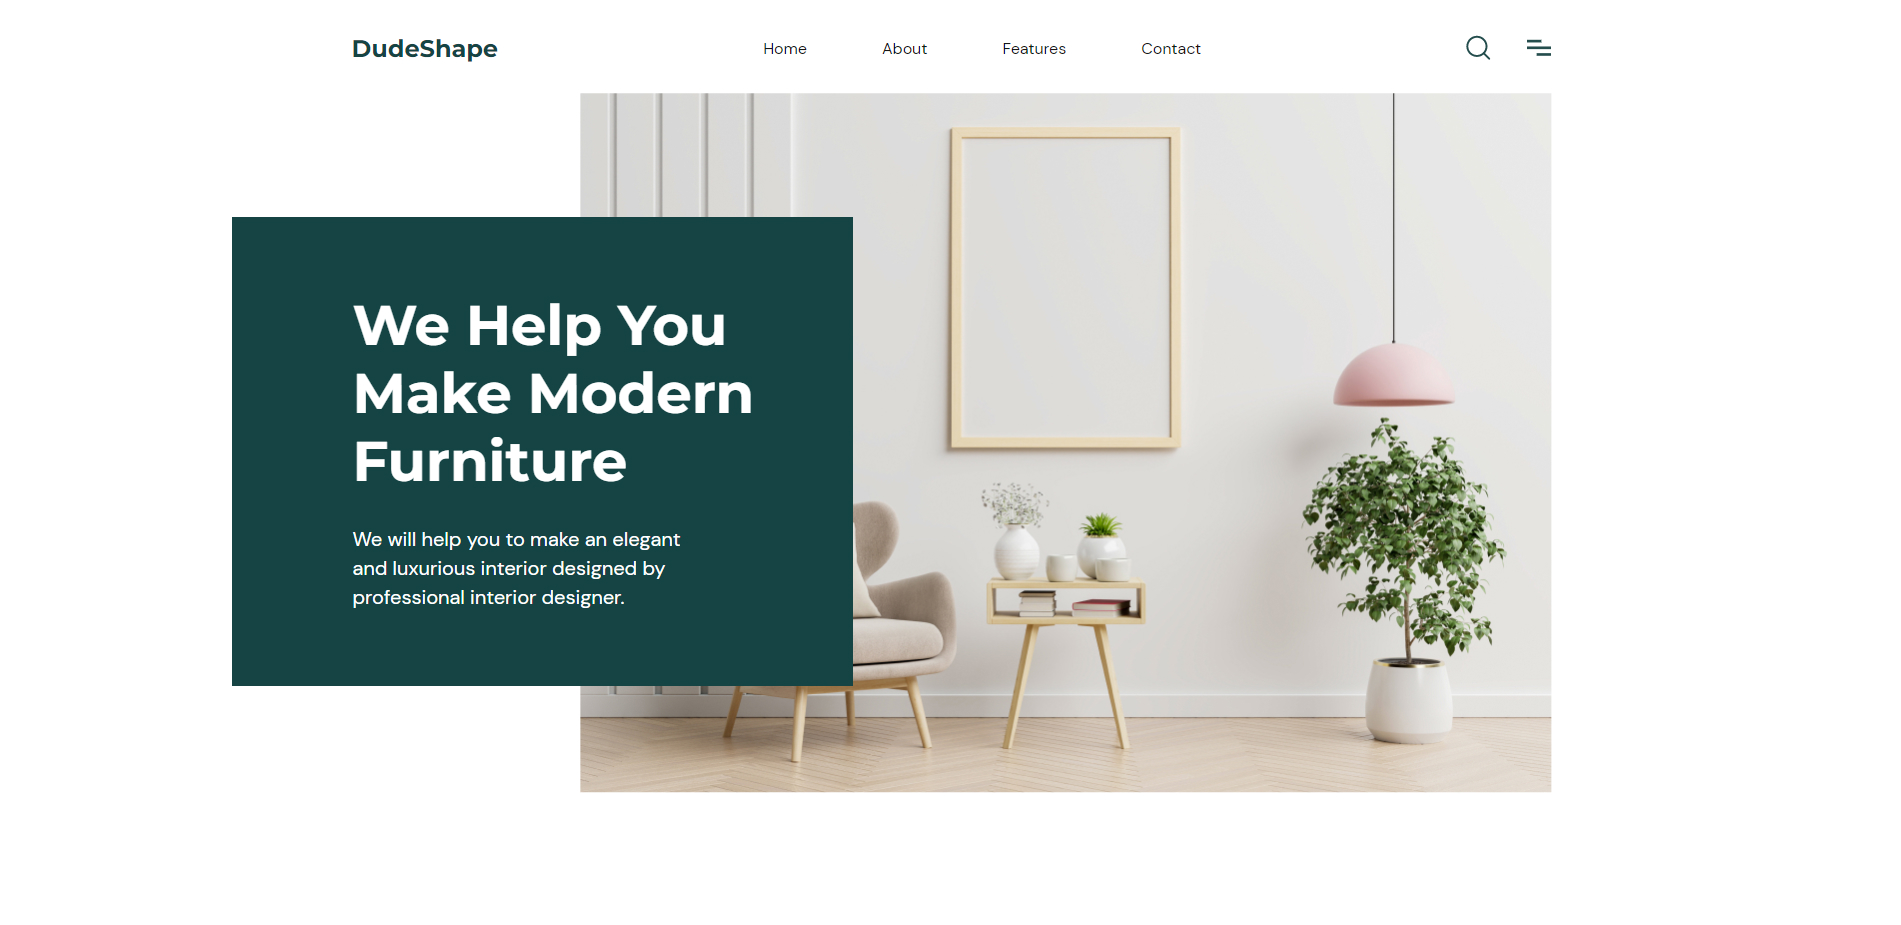 DudeShape
Home
About
Features
Contact
We Help You
Make Modern
Furniture
We will help you to make an elegant
and luxurious interior designed by
professional interior designer.